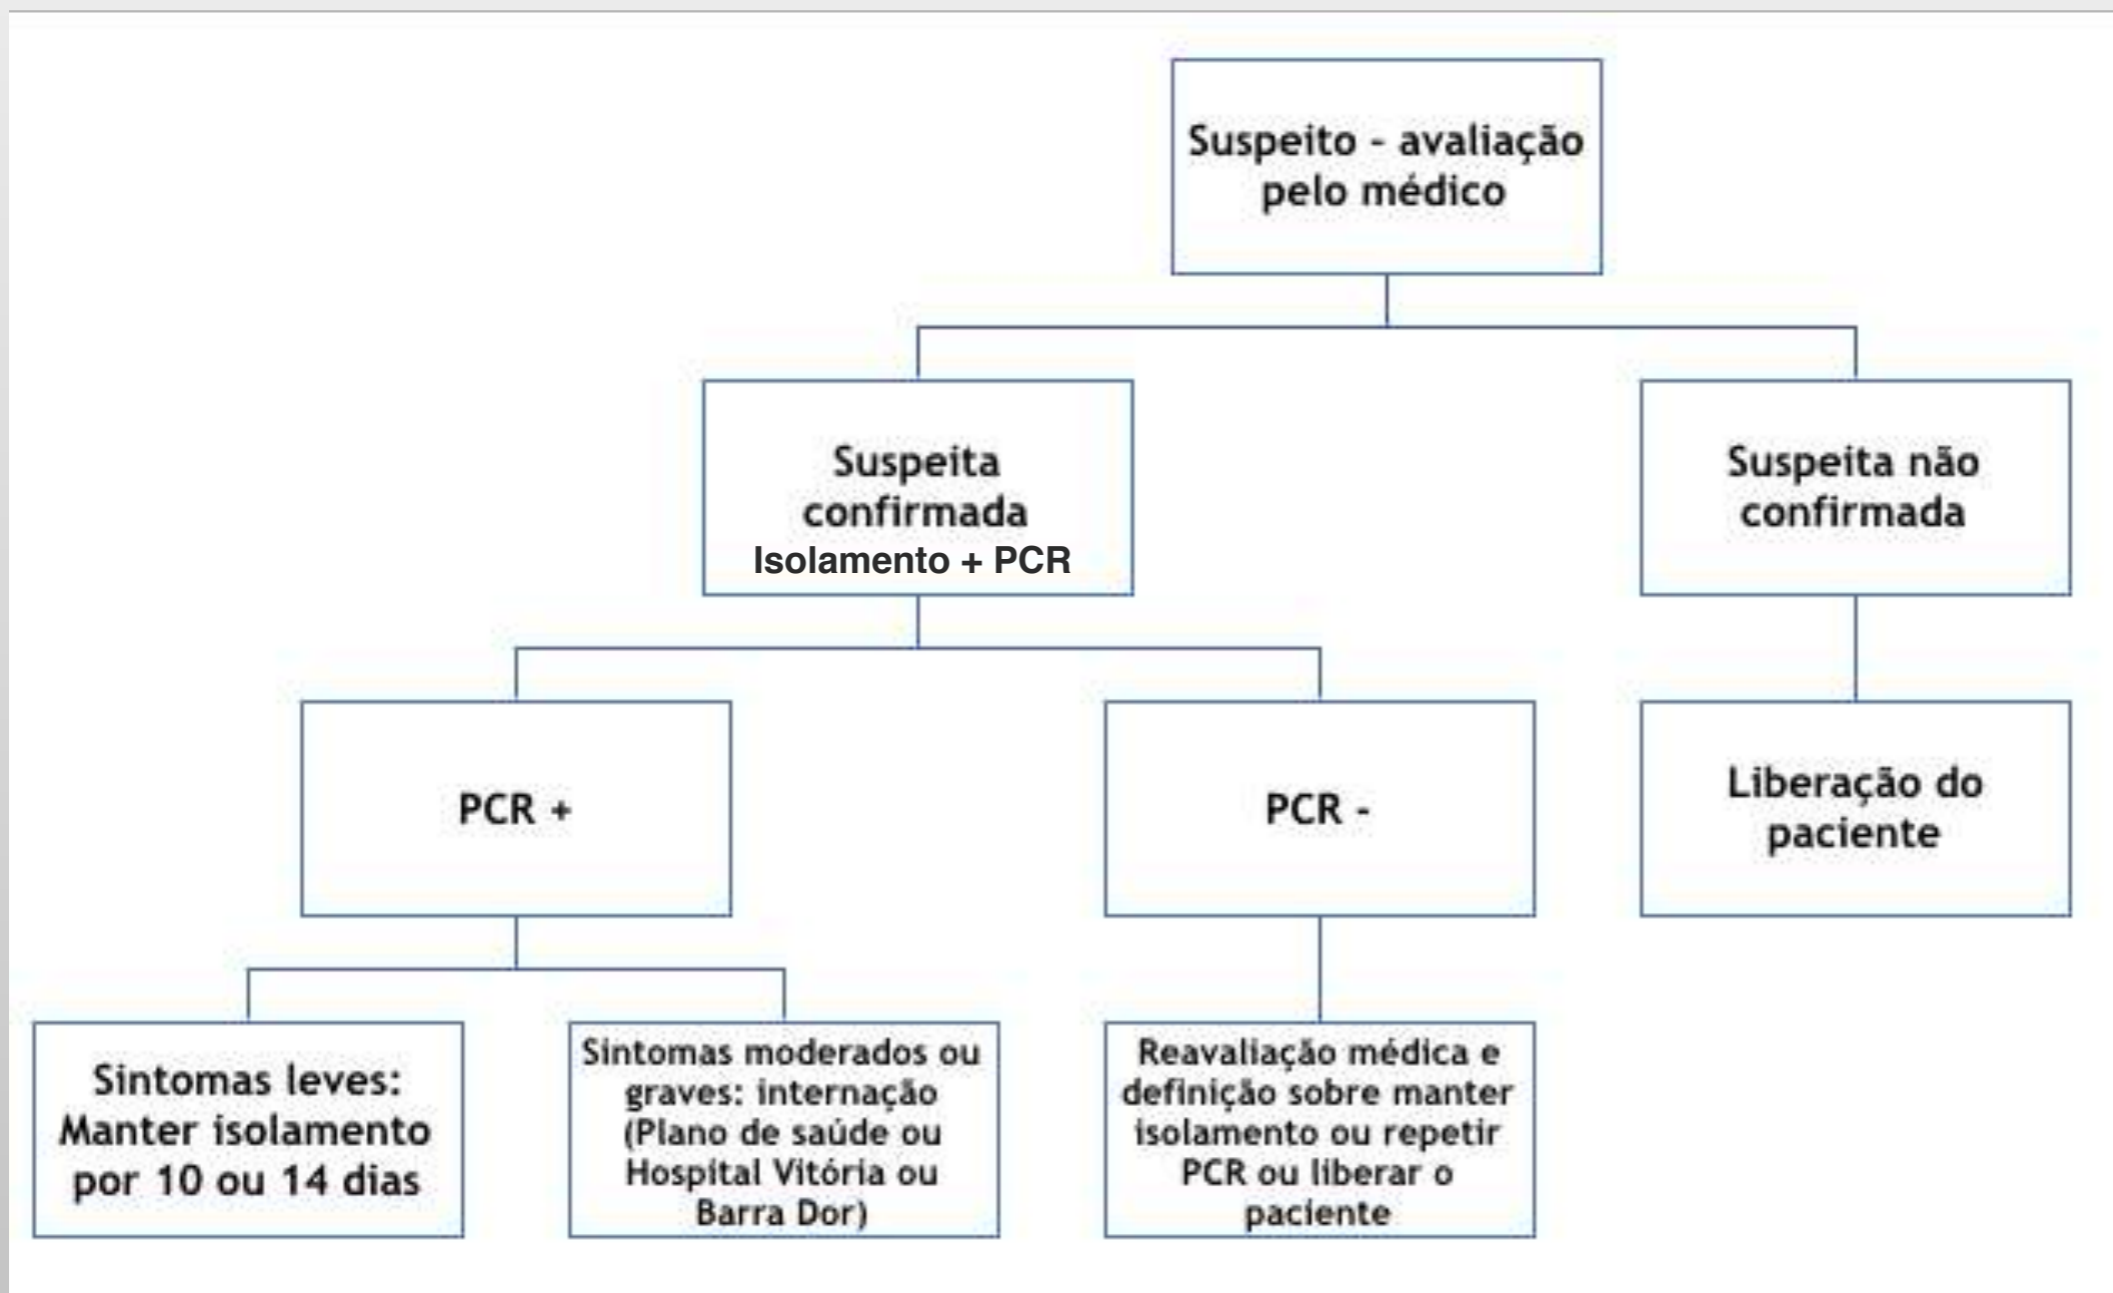 Suspeito - avaliação
pelo médico
Suspeita
confirmada
Isolamento + PCR
Suspeita não
confirmada
PCR +
PCR -
Liberação do
paciente
Sintomas leves:
Manter isolamento
por 10 ou 14 dias
Sintomas moderados ou
graves: internação
(Plano de saúde ou
Hospital Vitória ou
Barra Dor)
Reavaliação médica e
definição sobre manter
isolamento ou repetir
PCR ou liberar o
paciente